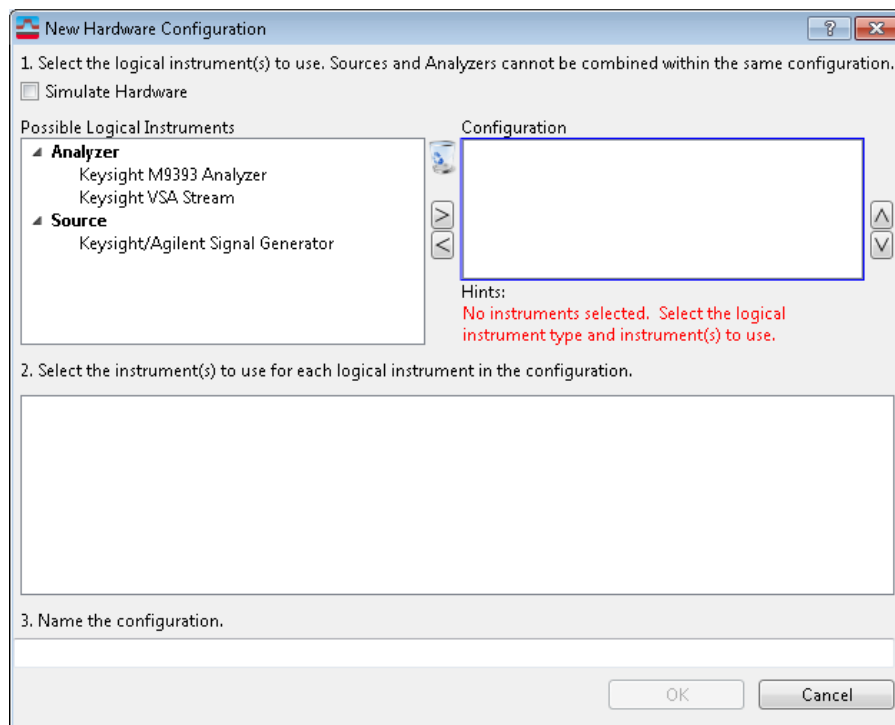 New Hardware Configuration
?
1. Select the logical instrument(s) to use. Sources and Analyzers cannot be combined within the same configuration.
Simulate Hardware
Possible Logical Instruments
Analyzer
Keysight M9393 Analyzer
Keysight VSA Stream
Source
Keysight/Agilent Signal Generator
>
<
Configuration
Hints:
No instruments selected. Select the logical
instrument type and instrument(s) to use.
2. Select the instrument(s) to use for each logical instrument in the configuration.
3. Name the configuration.
OK
Cancel